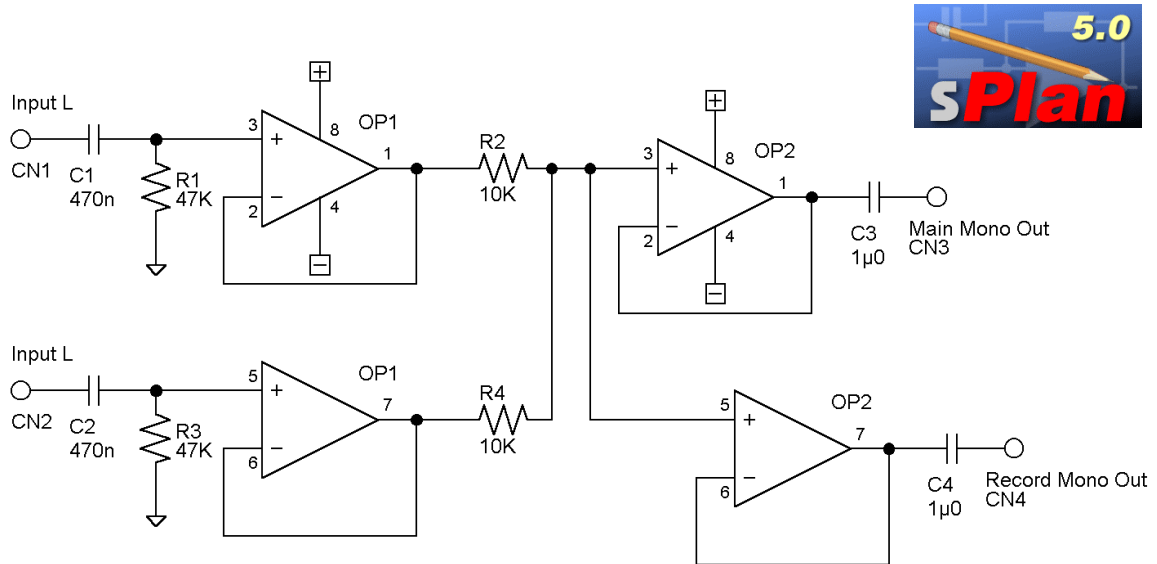 5.0
sPlan
Input L
CN1
C1
470n
R1
47K
3
+
2
−
8
4
+
−
OP1
1
R2
10K
3
+
2
−
8
4
+
−
OP2
1
C3
1µ0
Main Mono Out
CN3
Input L
CN2
C2
470n
R3
47K
5
+
6
−
OP1
7
R4
10K
5
+
6
−
OP2
7
C4
1µ0
Record Mono Out
CN4